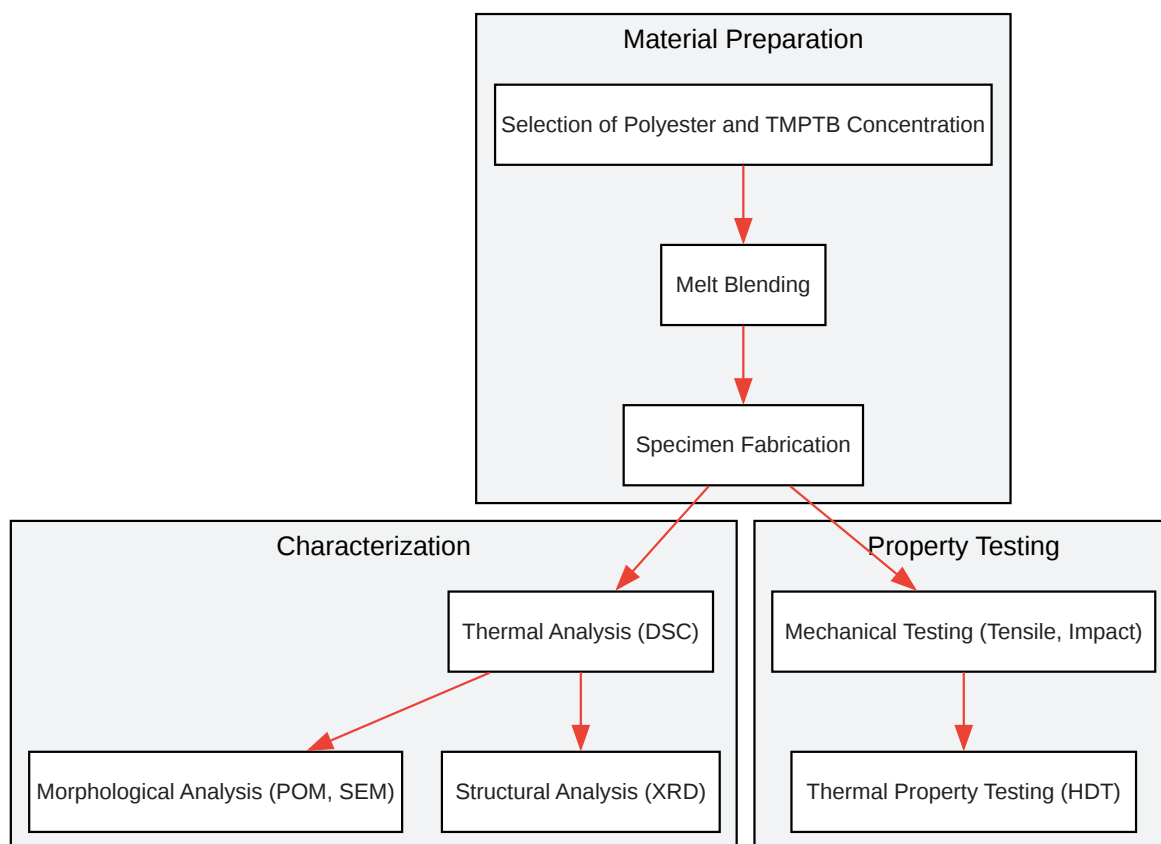 Material Preparation
Selection of Polyester and TMPTB Concentration
Melt Blending
Specimen Fabrication
Characterization
Property Testing
Thermal Analysis (DSC)
Mechanical Testing (Tensile, Impact)
Morphological Analysis (POM, SEM)
Structural Analysis (XRD)
Thermal Property Testing (HDT)